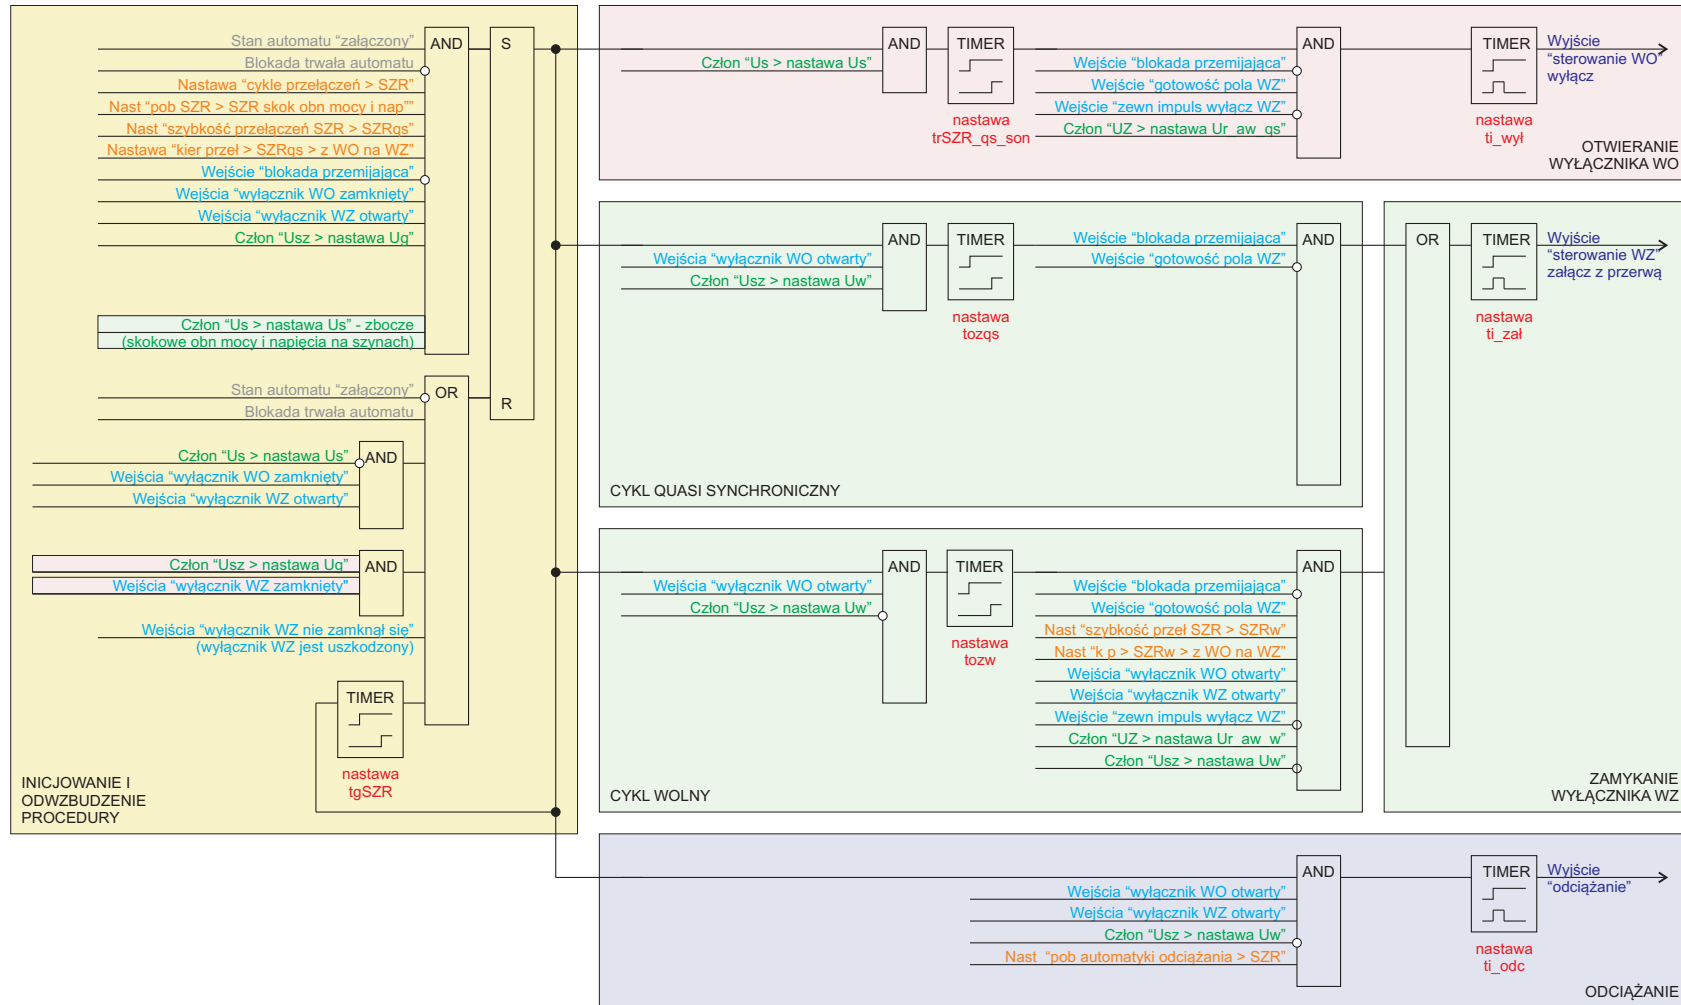 Stan automatu “załączony”
Blokada trwała automatu
Nastawa “cykle przełączeń > SZR”
Nast “pob SZR > SZR skok obn mocy i nap””
Nast “szybkość przełączeń SZR > SZRqs”
Nastawa “kier przeł > SZRqs > z WO na WZ”
Wejście “blokada przemijająca”
Wejścia “wyłącznik WO zamknięty”
Wejścia “wyłącznik WZ otwarty”
Człon “Usz > nastawa Ug”
Człon “Us > nastawa Us” - zbocze
(skokowe obn mocy i napięcia na szynach)
AND
S
R
Stan automatu “załączony”
Blokada trwała automatu
OR
Człon “Us > nastawa Us”
Wejścia “wyłącznik WO zamknięty”
Wejścia “wyłącznik WZ otwarty”
AND
Człon “Usz > nastawa Ug”
Wejścia “wyłącznik WZ zamknięty”
AND
Wejścia “wyłącznik WZ nie zamknął się”
(wyłącznik WZ jest uszkodzony)
TIMER
nastawa
tgSZR
INICJOWANIE I
ODWZBUDZENIE
PROCEDURY
Człon “Us > nastawa Us”
AND
TIMER
nastawa
trSZR_qs_son
Wejście “blokada przemijająca”
Wejście “gotowość pola WZ”
Wejście “zewn impuls wyłącz WZ”
Człon “UZ > nastawa Ur_aw_qs”
AND
TIMER
nastawa
ti_wył
Wyjście
“sterowanie WO”
wyłącz
OTWIERANIE
WYŁĄCZNIKA WO
Wejścia “wyłącznik WO otwarty”
Człon “Usz > nastawa Uw”
AND
TIMER
nastawa
tozqs
Wejście “blokada przemijająca”
Wejście “gotowość pola WZ”
AND
CYKL QUASI SYNCHRONICZNY
OR
TIMER
nastawa
ti_zał
Wyjście
“sterowanie WZ”
załącz z przerwą
ZAMYKANIE
WYŁĄCZNIKA WZ
Wejścia “wyłącznik WO otwarty”
Człon “Usz > nastawa Uw”
AND
TIMER
nastawa
tozw
Wejście “blokada przemijająca”
Wejście “gotowość pola WZ”
Nast “szybkość przeł SZR > SZRw”
Nast “k p > SZRw > z WO na WZ”
Wejścia “wyłącznik WO otwarty”
Wejścia “wyłącznik WZ otwarty”
Wejście “zewn impuls wyłącz WZ”
Człon “UZ > nastawa Ur_aw_w”
Człon “Usz > nastawa Uw”
AND
CYKL WOLNY
Wejścia “wyłącznik WO otwarty”
Wejścia “wyłącznik WZ otwarty”
Człon “Usz > nastawa Uw”
Nast “pob automatyki odciążania > SZR”
AND
TIMER
nastawa
ti_odc
Wyjście
“odciążanie”
ODCIĄŻANIE